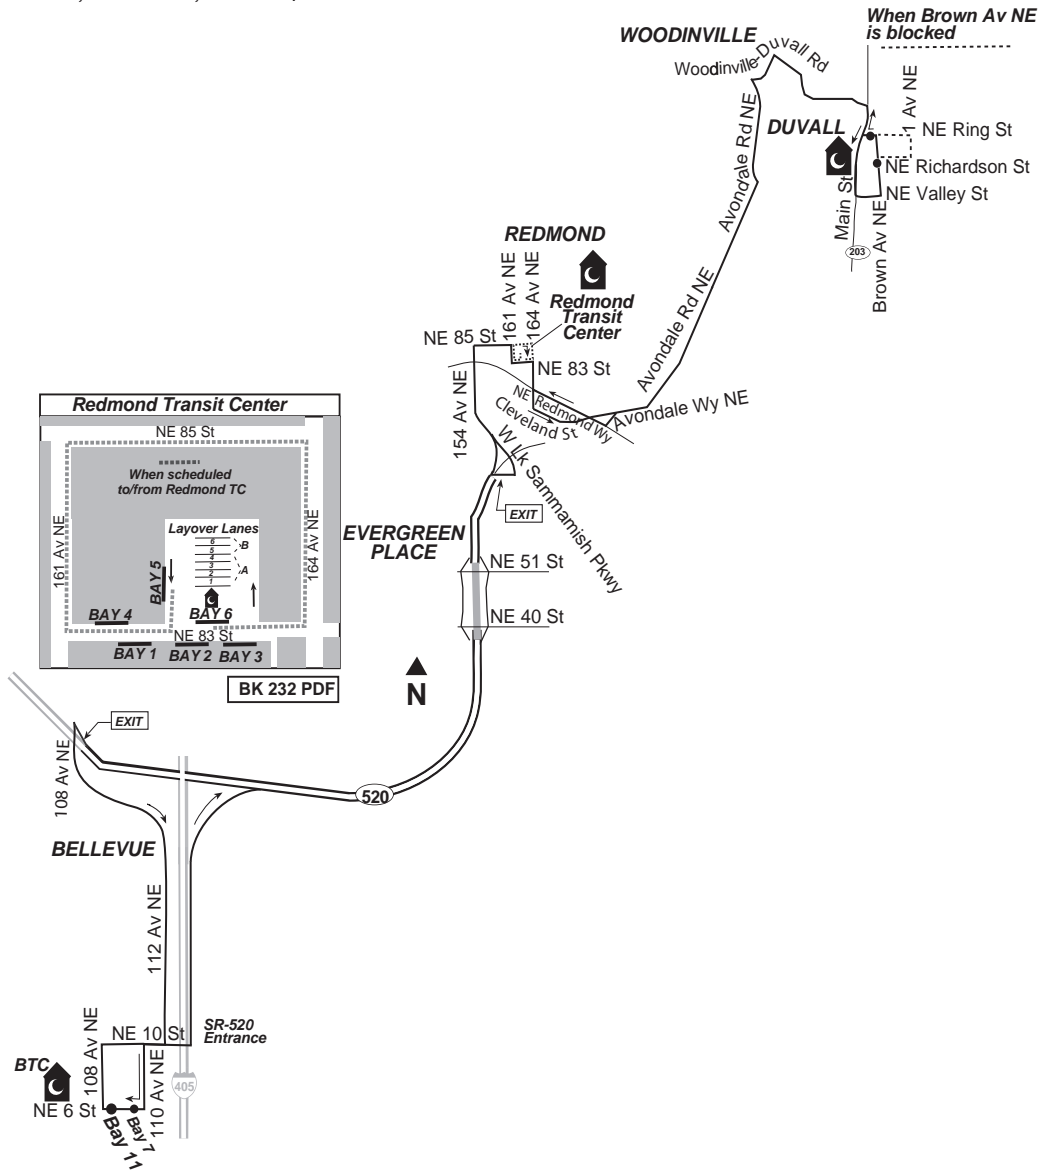 When Brown Av NE
is blocked
WOODINVILLE
Woodinville-Duvall Rd
1 Av NE
DUVALL
NE Ring St
NE Richardson St
NE Valley St
Main St
203
Brown Av NE
Avondale Rd NE
REDMOND
161 Av NE
164 Av NE
Redmond
Transit
Center
NE 85 St
NE 83 St
Avondale Rd NE
154 Av NE
NE Redmond Wy
Cleveland St
Avondale Wy NE
W Lk Sammamish Pkwy
EXIT
EVERGREEN
PLACE
NE 51 St
NE 40 St
N
Redmond Transit Center
NE 85 St
When scheduled
to/from Redmond TC
161 Av NE
164 Av NE
Layover Lanes
6
5
4
3
2
1
B
A
BAY 5
BAY 4
BAY 6
NE 83 St
BAY 1
BAY 2
BAY 3
BK 232 PDF
EXIT
108 Av NE
520
BELLEVUE
112 Av NE
SR-520
Entrance
NE 10 St
108 Av NE
110 Av NE
BTC
405
NE 6 St
Bay 11
Bay 7